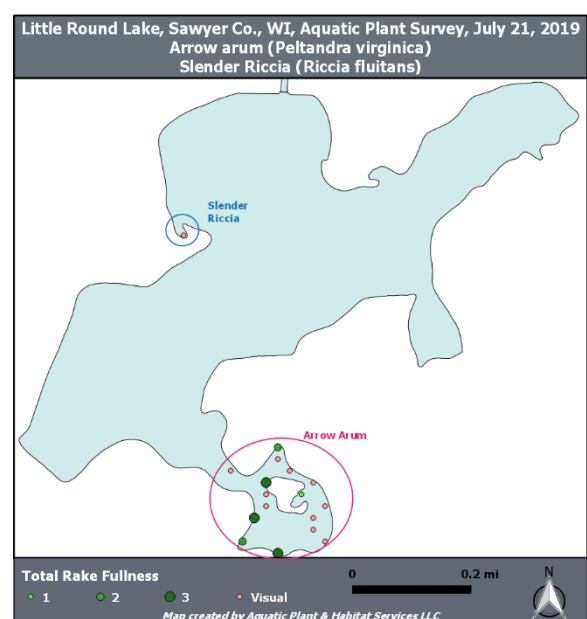 Little Round Lake, Sawyer Co., WI, Aquatic Plant Survey, July 21, 2019
Arrow arum (Peltandra virginica)
Slender Riccia (Riccia fluitans)
Slender
Riccia
Arrow Arum
Total Rake Fullness
1 2 3 Visual
0 0.2 mi
N
Map created by Aquatic Plant & Habitat Services LLC